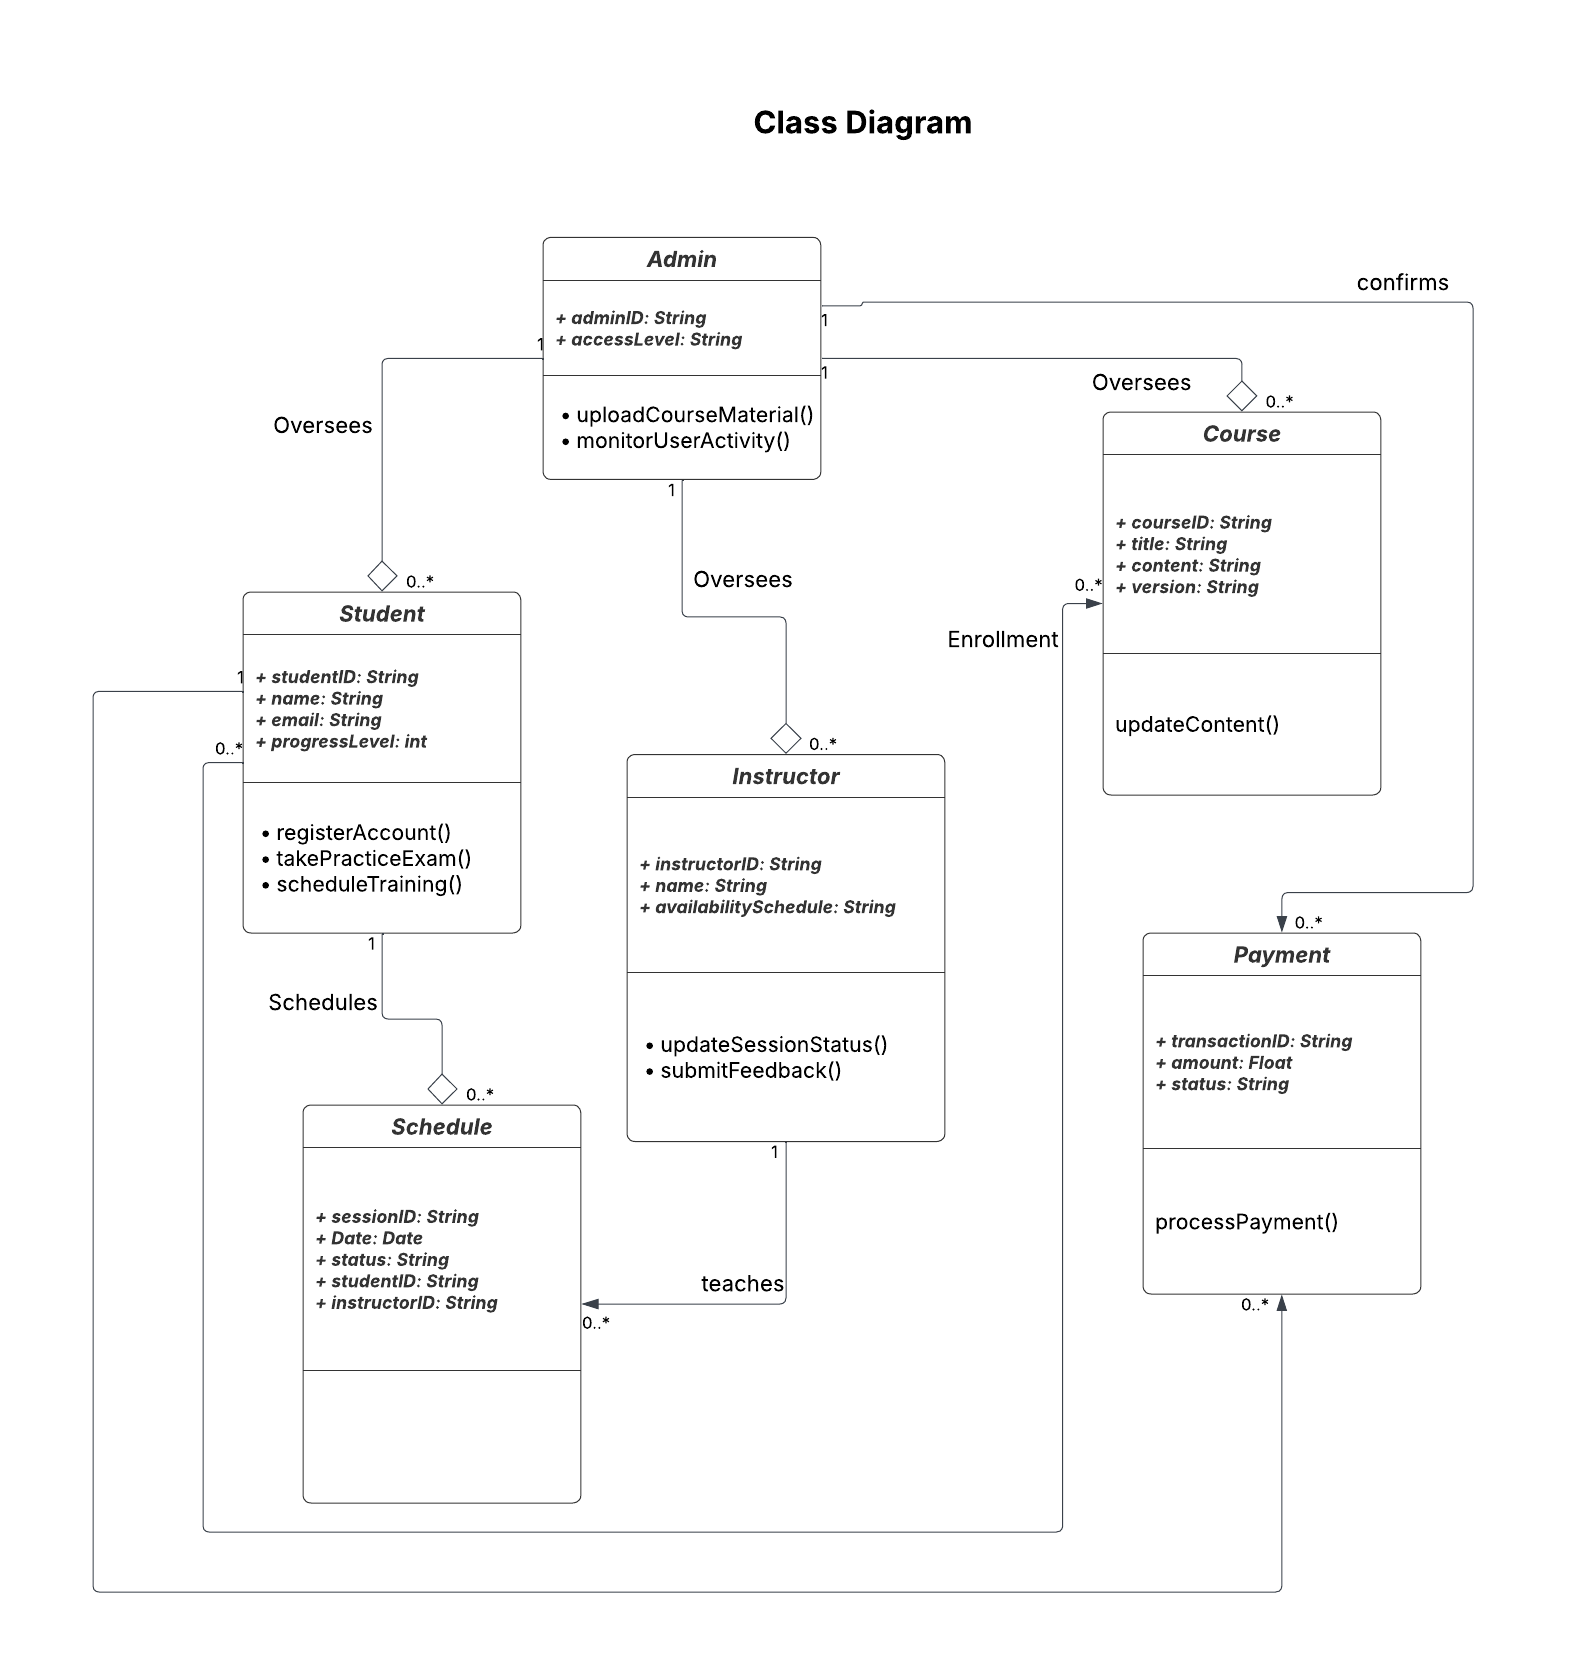 Class Diagram
Admin
+ adminID: String
+ accessLevel: String
• uploadCourseMaterial()
• monitorUserActivity()
1
1
1
1
confirms
Oversees
0..*
Oversees
0..*
Oversees
0..*
Course
+ courseID: String
+ title: String
+ content: String
+ version: String
updateContent()
0..*
Enrollment
Student
+ studentID: String
+ name: String
+ email: String
+ progressLevel: int
• registerAccount()
• takePracticeExam()
• scheduleTraining()
1
0..*
1
Schedules
0..*
Instructor
+ instructorID: String
+ name: String
+ availabilitySchedule: String
• updateSessionStatus()
• submitFeedback()
1
teaches
0..*
Schedule
+ sessionID: String
+ Date: Date
+ status: String
+ studentID: String
+ instructorID: String
0..*
Payment
+ transactionID: String
+ amount: Float
+ status: String
processPayment()
0..*